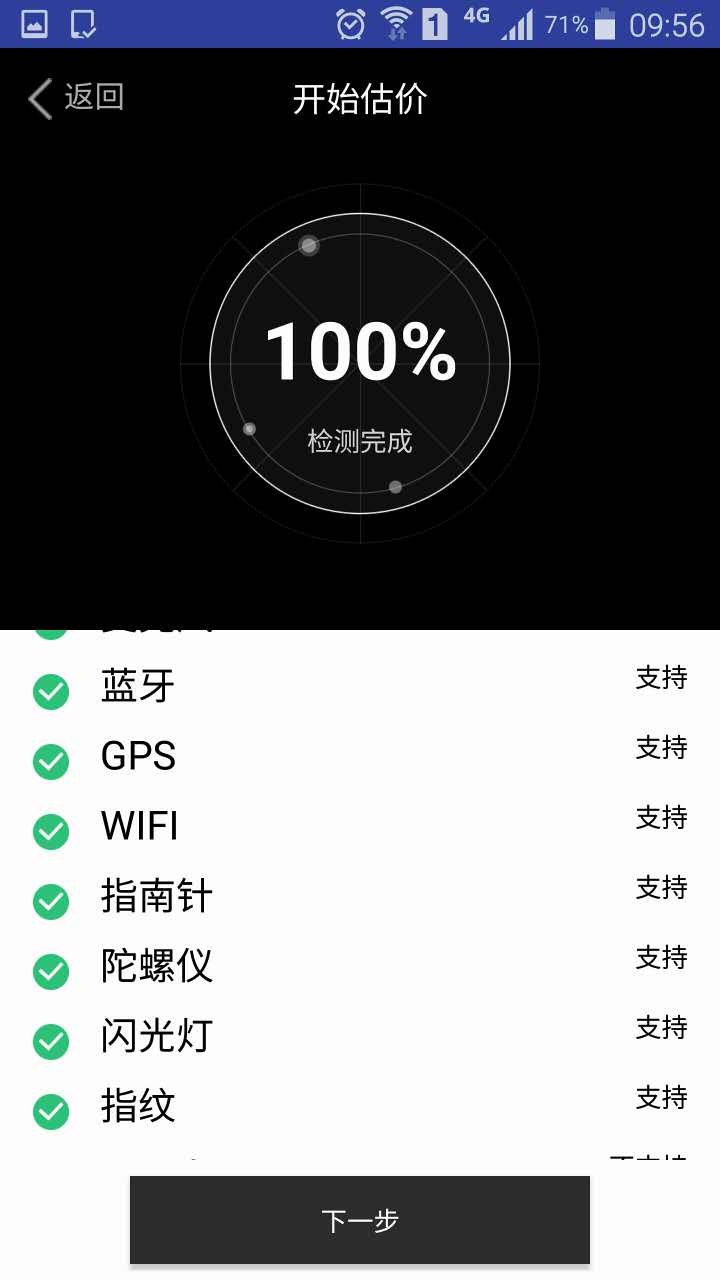 1 4G 71% 09:56
返回 开始估价
100%
检测完成
蓝牙 支持
GPS 支持
WIFI 支持
指南针 支持
陀螺仪 支持
闪光灯 支持
指纹 支持
下一步